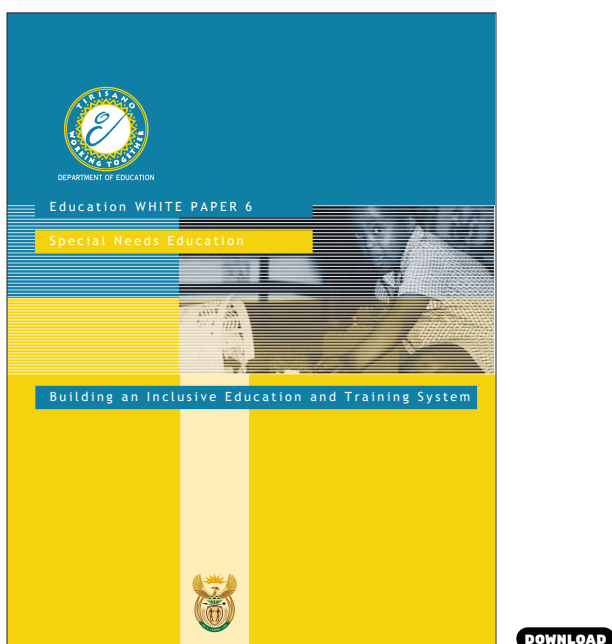 TIRISANO
WORKING TOGETHER
DEPARTMENT OF EDUCATION
Education WHITE PAPER 6
Special Needs Education
Building an Inclusive Education and Training System
DOWNLOAD